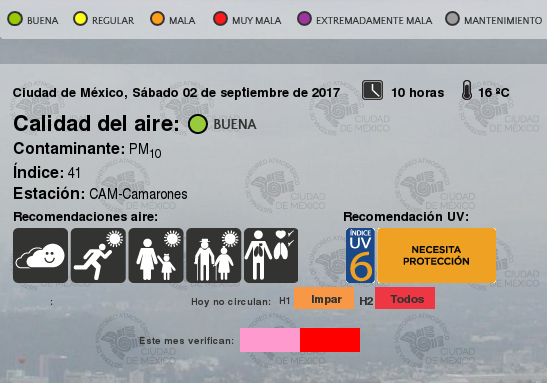 BUENA REGULAR MALA MUY MALA EXTREMADAMENTE MALA MANTENIMIENTO
Ciudad de México, Sábado 02 de septiembre de 2017 10 horas 16 ºC
Calidad del aire: BUENA
Contaminante: PM10
Índice: 41
Estación: CAM-Camarones
Recomendaciones aire: Recomendación UV:
ÍNDICE
UV
6
NECESITA
PROTECCIÓN
: Hoy no circulan: H1 Impar H2 Todos
Este mes verifican:
CIUDAD
DE MÉXICO